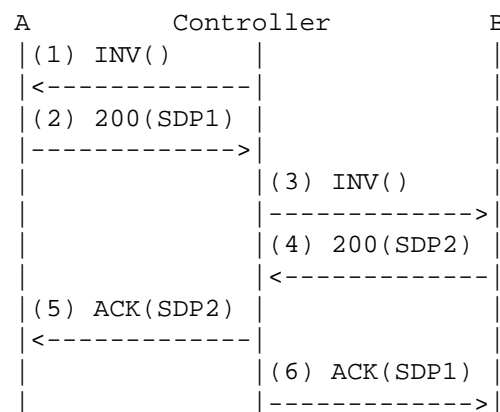 A Controller B
(1) INV()
(2) 200(SDP1)
(3) INV()
(4) 200(SDP2)
(5) ACK(SDP2)
(6) ACK(SDP1)